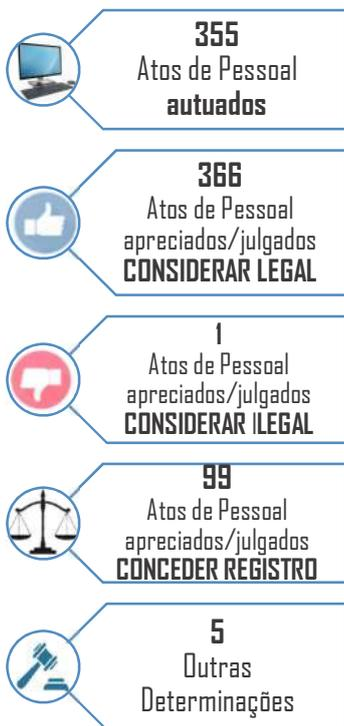 355
Atos de Pessoal
autuados
366
Atos de Pessoal
apreciados/julgados
CONSIDERAR LEGAL
1
Atos de Pessoal
apreciados/julgados
CONSIDERAR ILEGAL
99
Atos de Pessoal
apreciados/julgados
CONCEDER REGISTRO
5
Outras
Determinações